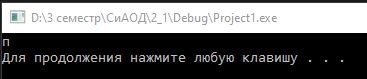 D:\3 семестр\СиАОД\2_1\Debug\Project1.exe
п
Для продолжения нажмите любую клавишу . . .